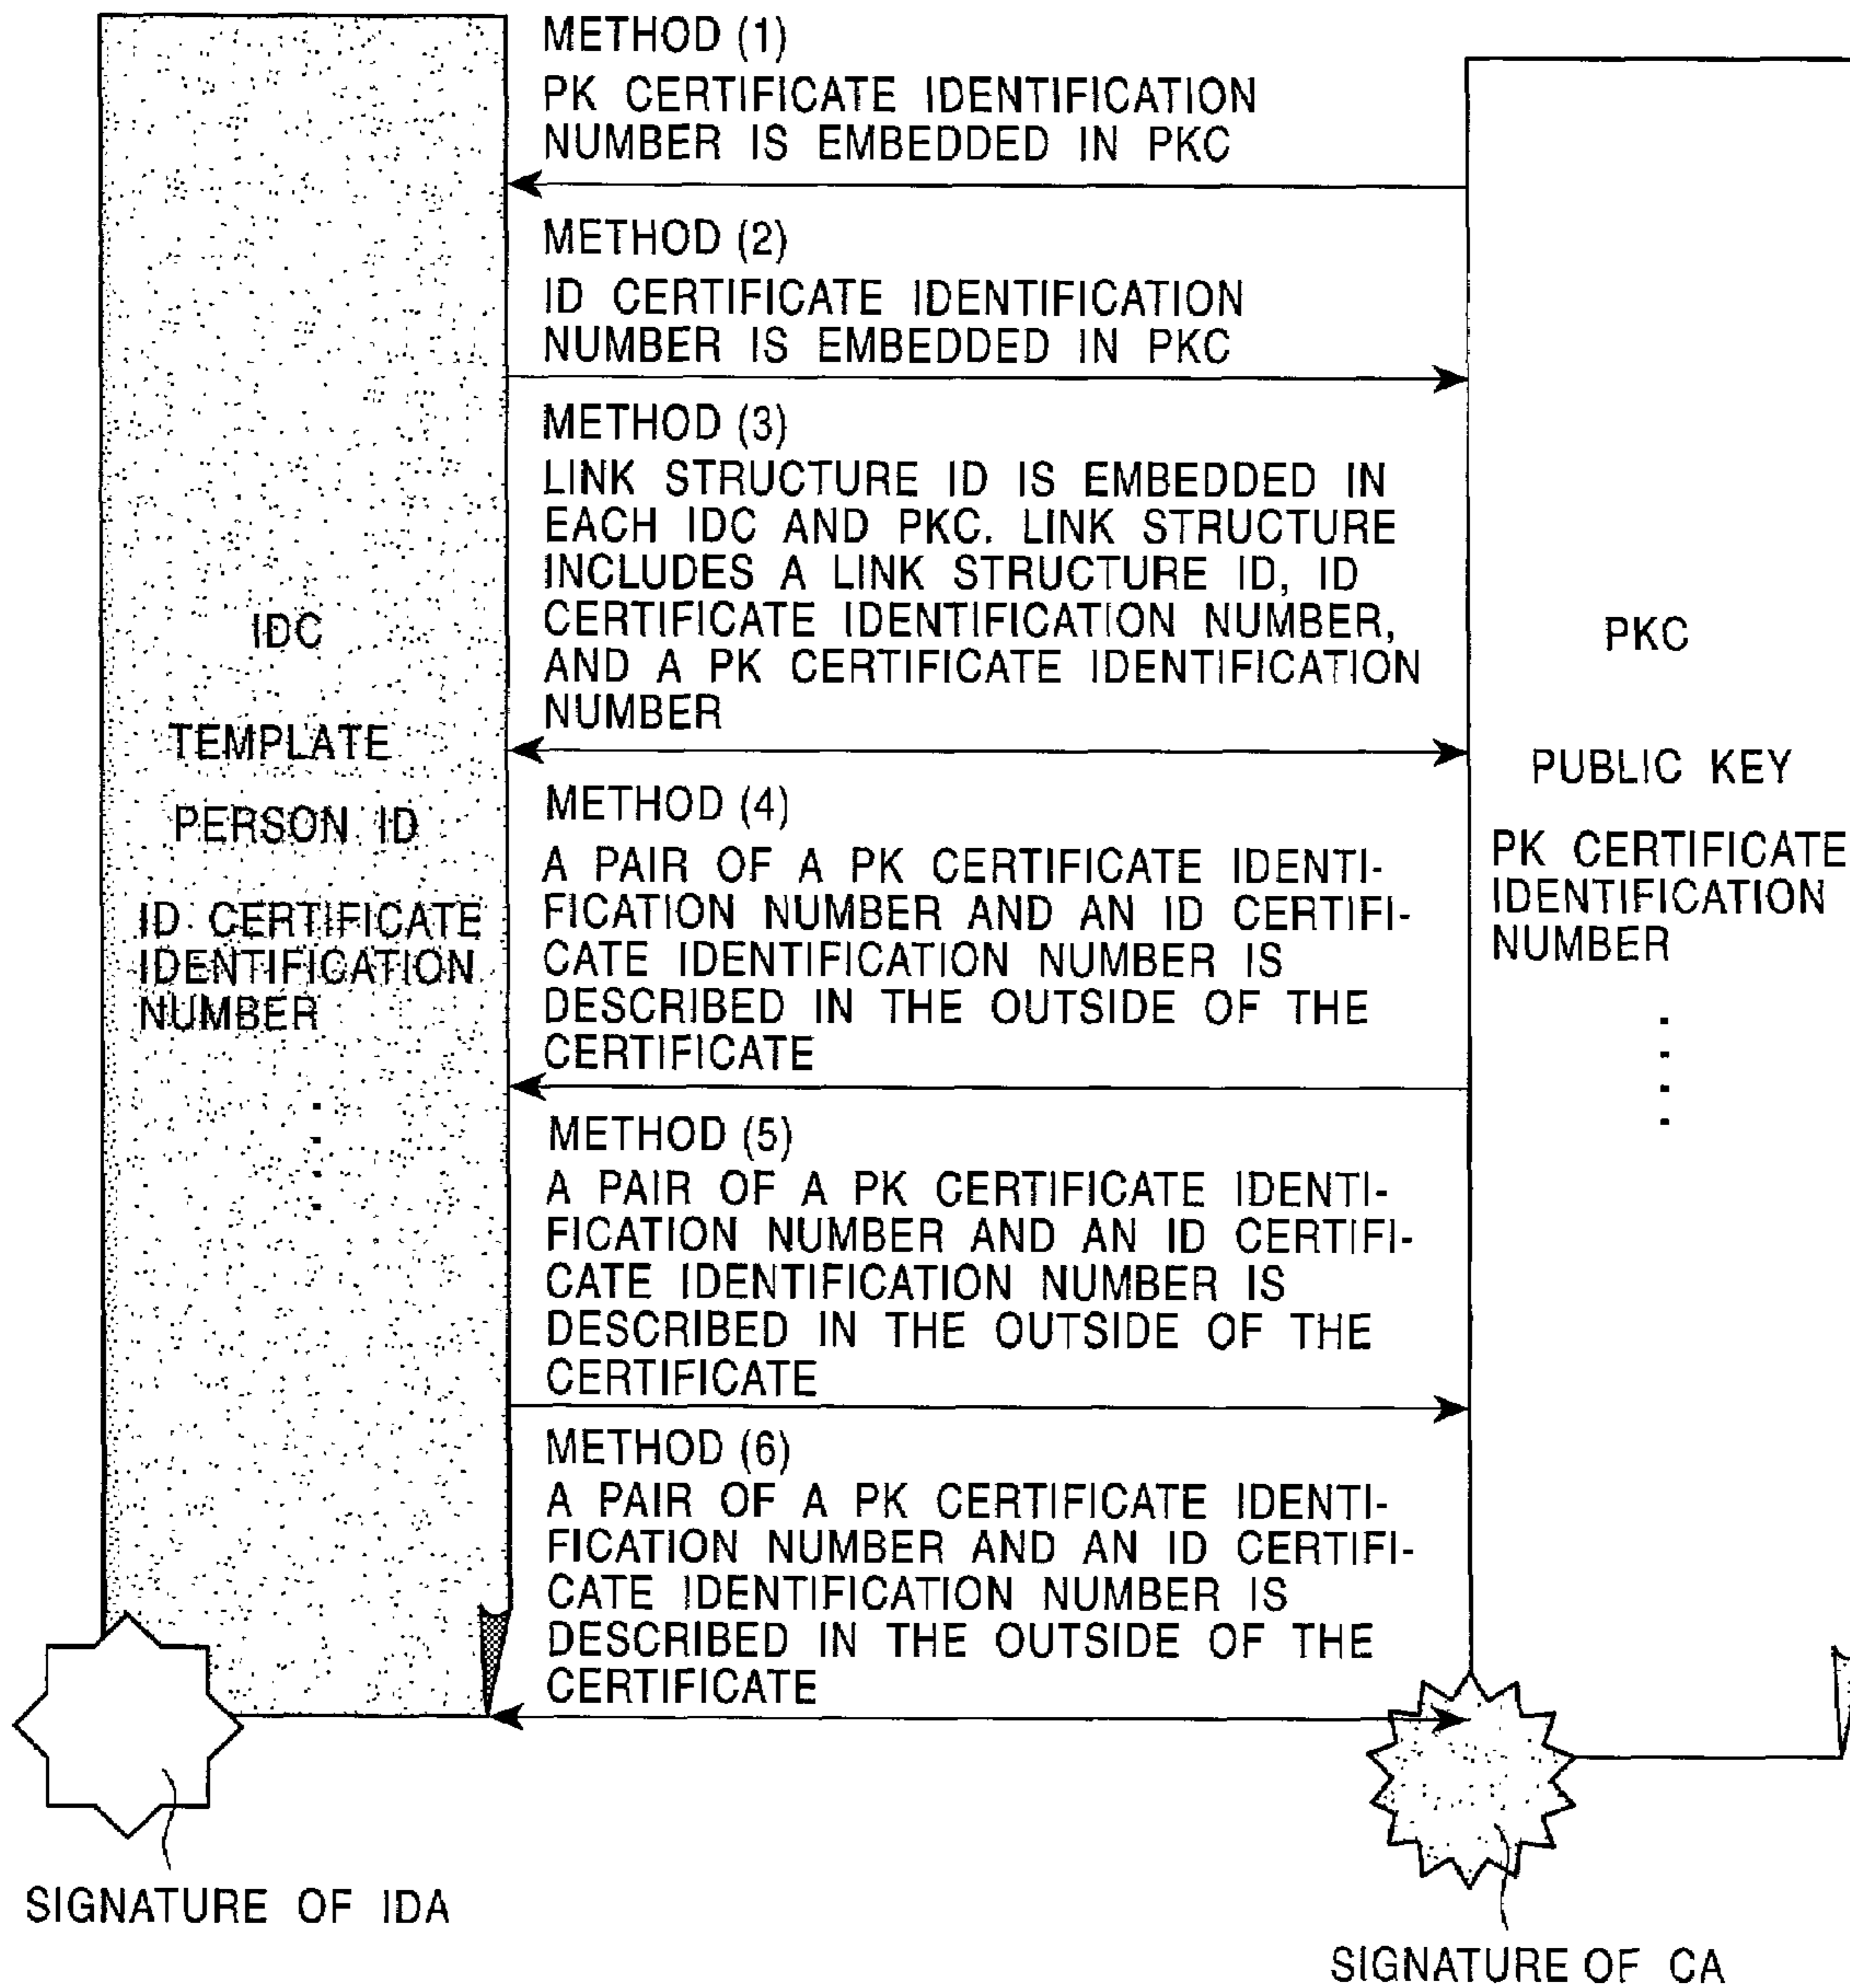 METHOD (1)
PK CERTIFICATE IDENTIFICATION
NUMBER IS EMBEDDED IN PKC
METHOD (2)
ID CERTIFICATE IDENTIFICATION
NUMBER IS EMBEDDED IN PKC
METHOD (3)
LINK STRUCTURE ID IS EMBEDDED IN
EACH IDC AND PKC. LINK STRUCTURE
INCLUDES A LINK STRUCTURE ID, ID
CERTIFICATE IDENTIFICATION NUMBER,
AND A PK CERTIFICATE IDENTIFICATION
NUMBER
METHOD (4)
A PAIR OF A PK CERTIFICATE IDENTI-
FICATION NUMBER AND AN ID CERTIFI-
CATE IDENTIFICATION NUMBER IS
DESCRIBED IN THE OUTSIDE OF THE
CERTIFICATE
METHOD (5)
A PAIR OF A PK CERTIFICATE IDENTI-
FICATION NUMBER AND AN ID CERTIFI-
CATE IDENTIFICATION NUMBER IS
DESCRIBED IN THE OUTSIDE OF THE
CERTIFICATE
METHOD (6)
A PAIR OF A PK CERTIFICATE IDENTI-
FICATION NUMBER AND AN ID CERTIFI-
CATE IDENTIFICATION NUMBER IS
DESCRIBED IN THE OUTSIDE OF THE
CERTIFICATE
IDC
TEMPLATE
PERSON ID
ID CERTIFICATE
IDENTIFICATION
NUMBER
PKC
PUBLIC KEY
PK CERTIFICATE
IDENTIFICATION
NUMBER
SIGNATURE OF IDA
SIGNATURE OF CA